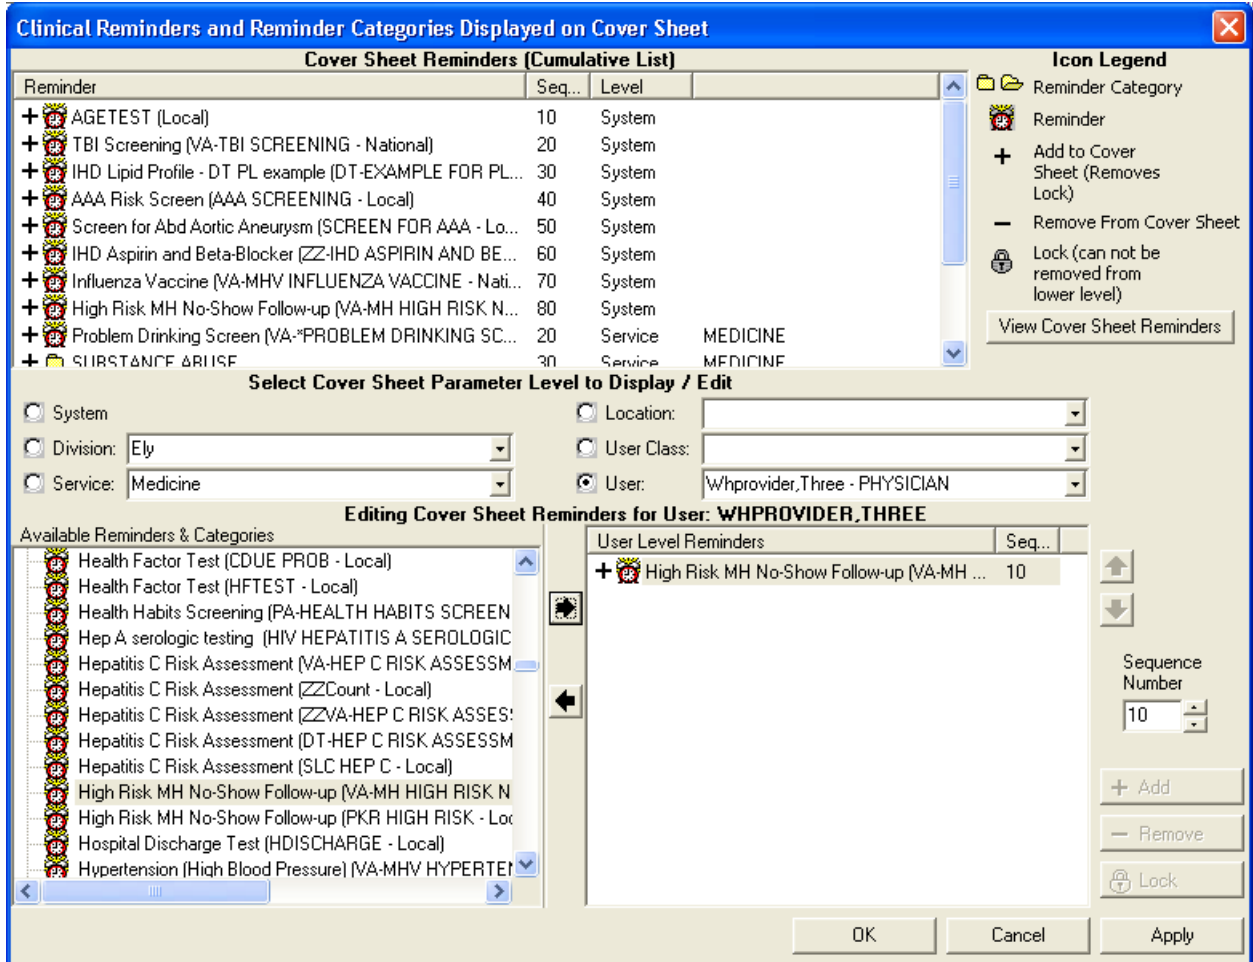 Clinical Reminders and Reminder Categories Displayed on Cover Sheet
Cover Sheet Reminders (Cumulative List)
Reminder Seq... Level
AGETEST (Local) 10 System
TBI Screening (VA-TBI SCREENING - National) 20 System
IHD Lipid Profile - DT PL example (DT-EXAMPLE FOR PL... 30 System
AAA Risk Screen (AAA SCREENING - Local) 40 System
Screen for Abd Aortic Aneurysm (SCREEN FOR AAA - Lo... 50 System
IHD Aspirin and Beta-Blocker (ZZ-IHD ASPIRIN AND BE... 60 System
Influenza Vaccine (VA-MHV INFLUENZA VACCINE - Nati... 70 System
High Risk MH No-Show Follow-up (VA-MH HIGH RISK N... 80 System
Problem Drinking Screen (VA-*PROBLEM DRINKING SC... 20 Service MEDICINE
SUBSTANCE ABUSE 30 Service MEDICINE
Icon Legend
Reminder Category
Reminder
Add to Cover
Sheet (Removes
Lock)
Remove From Cover Sheet
Lock (can not be
removed from
lower level)
View Cover Sheet Reminders
Select Cover Sheet Parameter Level to Display / Edit
System
Division: Ely
Service: Medicine
Location:
User Class:
User: Whprovider,Three - PHYSICIAN
Editing Cover Sheet Reminders for User: WHPROVIDER,THREE
Available Reminders & Categories
Health Factor Test (CDUE PROB - Local)
Health Factor Test (HFTEST - Local)
Health Habits Screening (PA-HEALTH HABITS SCREEN
Hep A serologic testing (HIV HEPATITIS A SEROLOGIC
Hepatitis C Risk Assessment (VA-HEP C RISK ASSESSM
Hepatitis C Risk Assessment (ZZCount - Local)
Hepatitis C Risk Assessment (ZZVA-HEP C RISK ASSES
Hepatitis C Risk Assessment (DT-HEP C RISK ASSESSM
Hepatitis C Risk Assessment (SLC HEP C - Local)
High Risk MH No-Show Follow-up (VA-MH HIGH RISK N
High Risk MH No-Show Follow-up (PKR HIGH RISK - Loc
Hospital Discharge Test (HDISCHARGE - Local)
Hypertension (High Blood Pressure) (VA-MHV HYPERTE
User Level Reminders Seq...
High Risk MH No-Show Follow-up (VA-MH ... 10
Sequence
Number
10
+ Add
− Remove
Lock
OK
Cancel
Apply